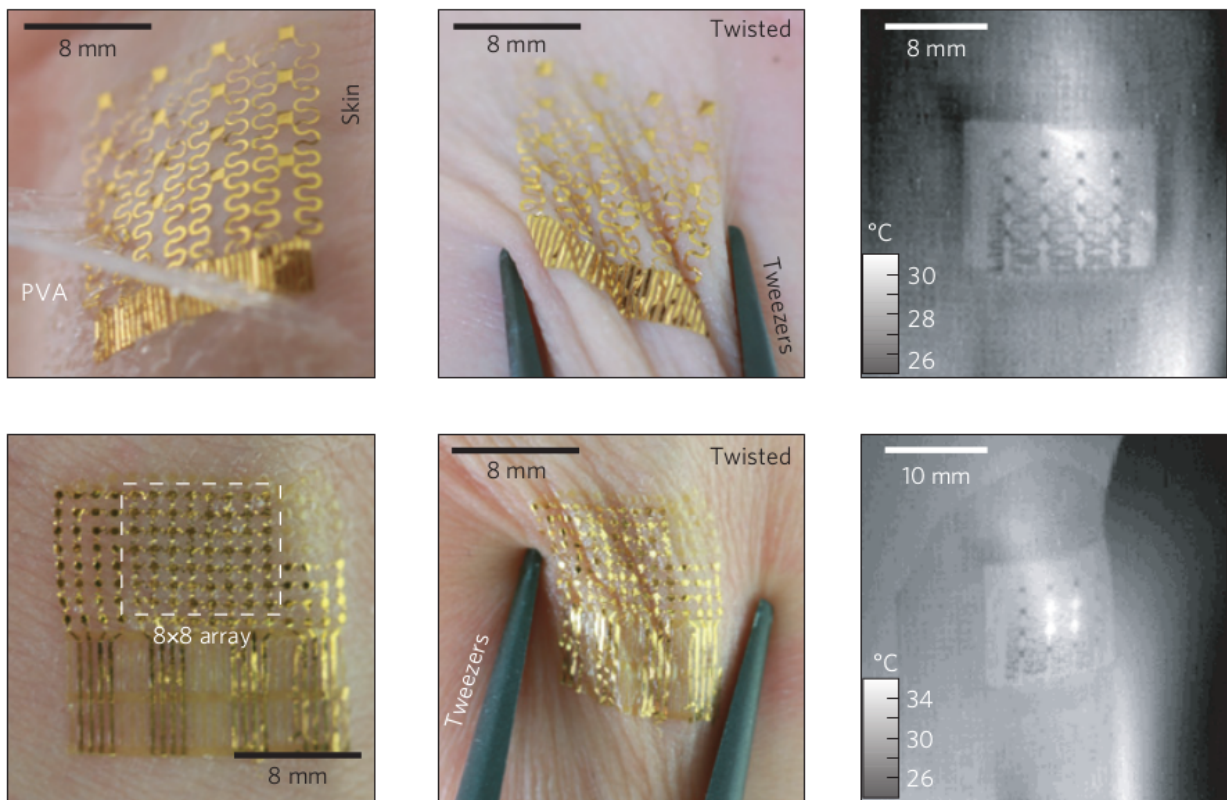 8 mm
Skin
PVA
8 mm
Twisted
Tweezers
8 mm
°C
30
28
26
8×8 array
8 mm
8 mm
Twisted
Tweezers
10 mm
°C
34
30
26